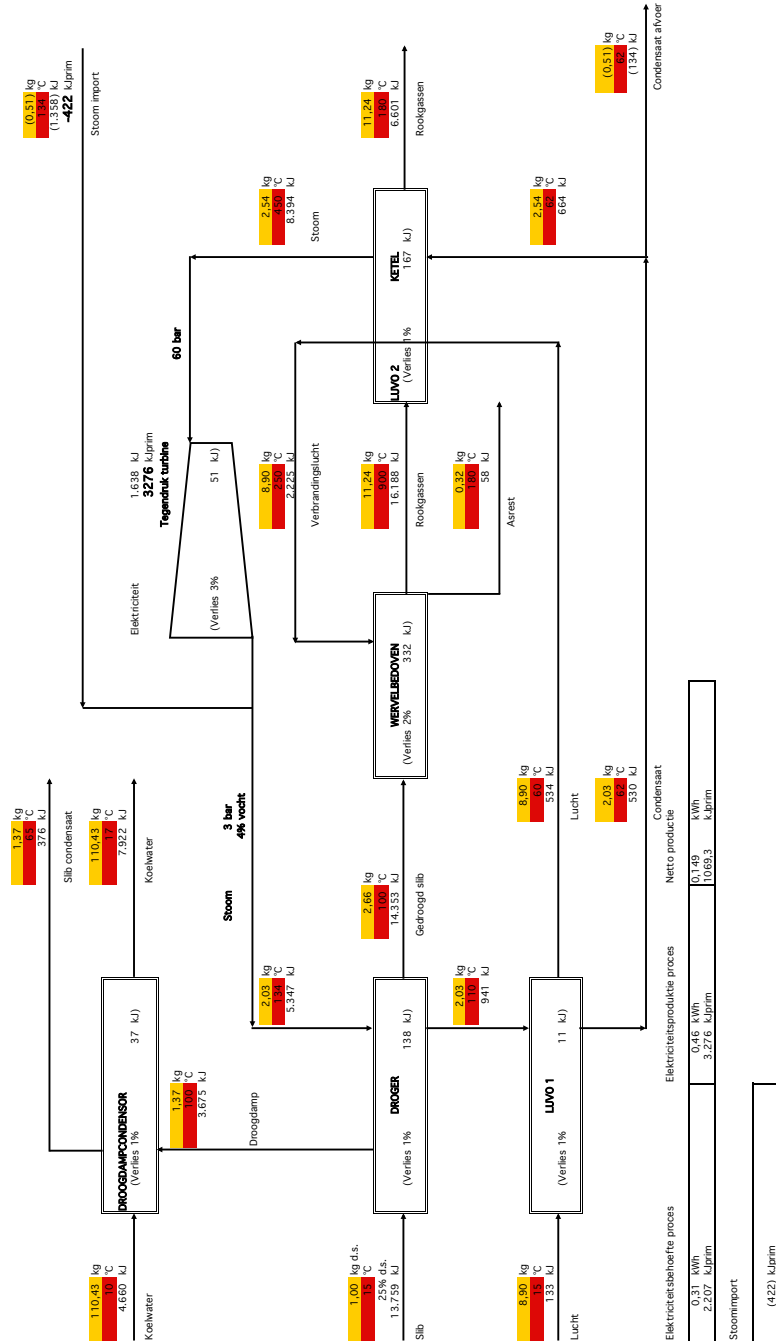 110,43 kg
10 °C
4.660 kJ
Koelwater
DROOGDAMPCONDENSOR
(Verlies 1%
37 kJ)
1,37 kg
65 °C
376 kJ
Slib condensaat
110,43 kg
17 °C
7.922 kJ
Koelwater
1,37 kg
100 °C
3.675 kJ
Droogdamp
Stoom
3 bar
4% vocht
Elektriciteit
1.638 kJ
3276 kJprim
Tegendruk turbine
(Verlies 3%
51 kJ)
60 bar
(0,51) kg
134 °C
(1.358) kJ
-422 kJprim
Stoom import
1,00 kg d.s.
15 °C
25% d.s.
13.759 kJ
Slib
DROGER
(Verlies 1%
138 kJ)
2,03 kg
134 °C
5.347 kJ
2,66 kg
100 °C
14.353 kJ
Gedroogd slib
WERVELBEDOVEN
(Verlies 2%
332 kJ)
8,90 kg
250 °C
2.225 kJ
Verbrandingslucht
11,24 kg
900 °C
16.188 kJ
Rookgassen
0,32 kg
180 °C
58 kJ
Asrest
LUVO 2
(Verlies 1%
KETEL
167 kJ)
2,54 kg
450 °C
8.394 kJ
Stoom
11,24 kg
180 °C
6.601 kJ
Rookgassen
2,54 kg
62 °C
664 kJ
(0,51) kg
62 °C
(134) kJ
Condensaat afvoer
8,90 kg
15 °C
133 kJ
Lucht
LUVO 1
(Verlies 1%
11 kJ)
2,03 kg
110 °C
941 kJ
8,90 kg
60 °C
534 kJ
Lucht
2,03 kg
62 °C
530 kJ
Condensaat
Elektriciteitsbehoefte proces
0,31 kWh
2.207 kJprim
Elektriciteitsproduktie proces
0,46 kWh
3.276 kJprim
Netto productie
0,149 kWh
1069,3 kJprim
Stoomimport
(422) kJprim